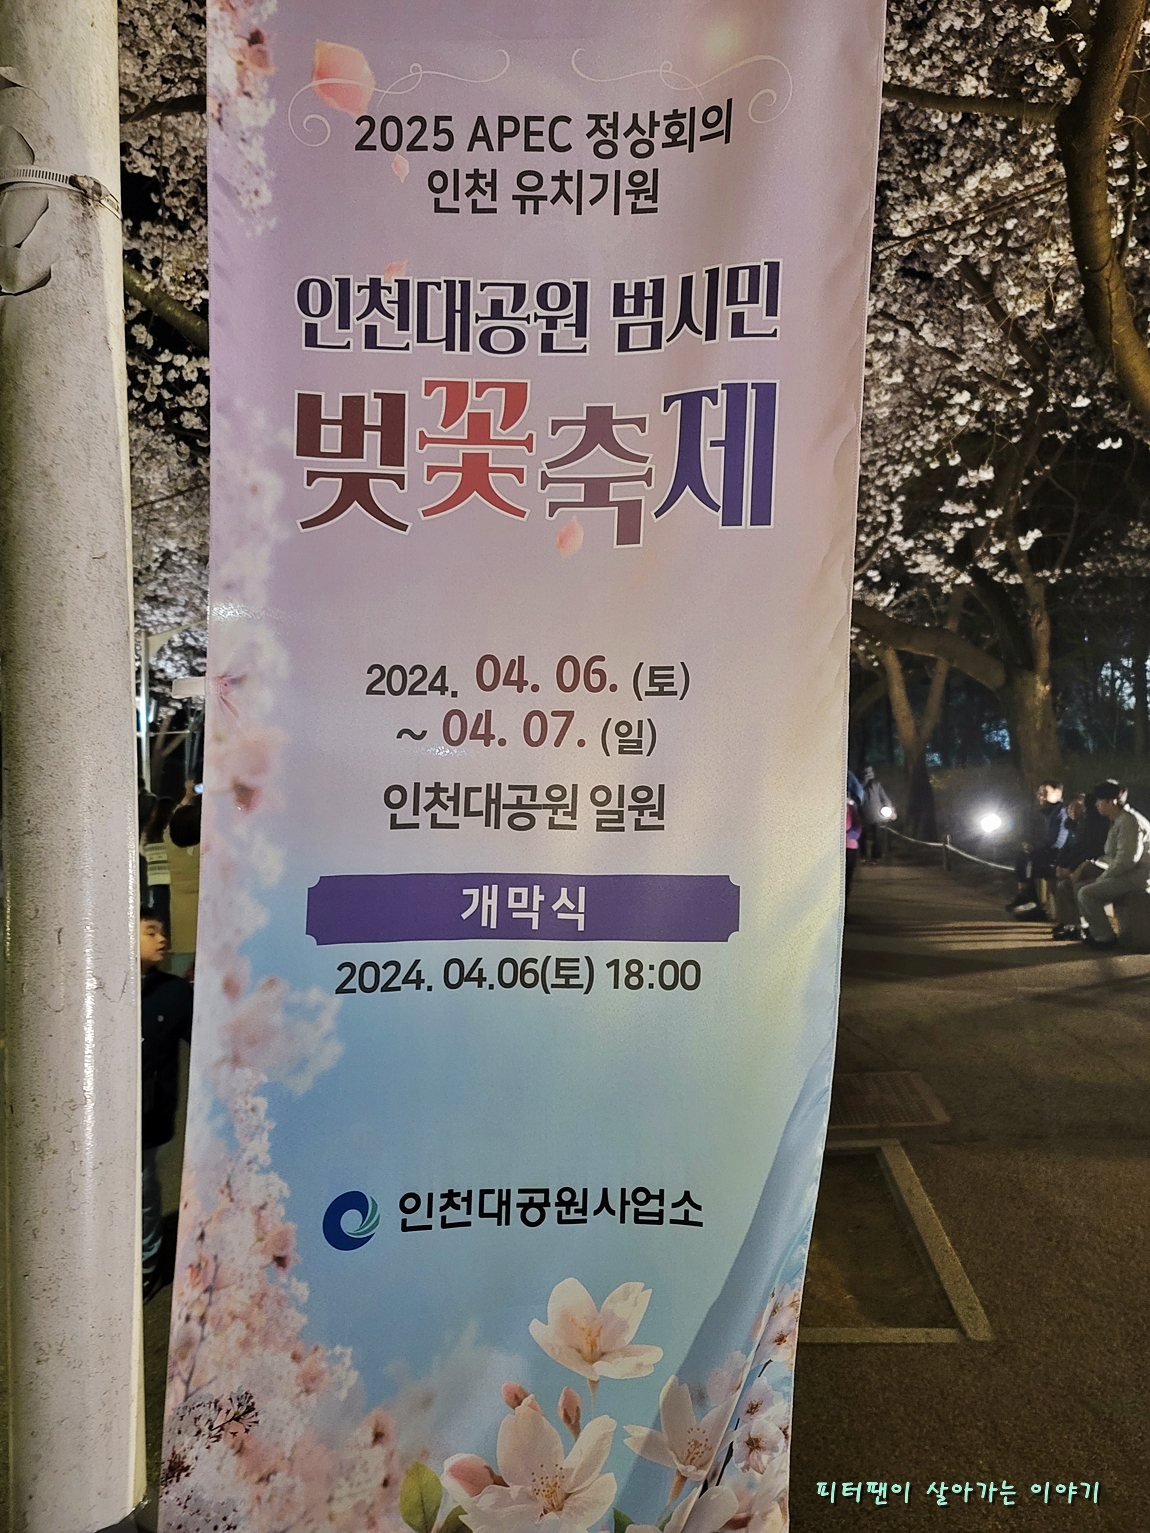 2025 APEC 정상회의
인천 유치기원
인천대공원 범시민
벚꽃축제
2024. 04. 06. (토)
~ 04. 07. (일)
인천대공원 일원
개막식
2024. 04.06(토) 18:00
인천대공원사업소
피터팬이 살아가는 이야기